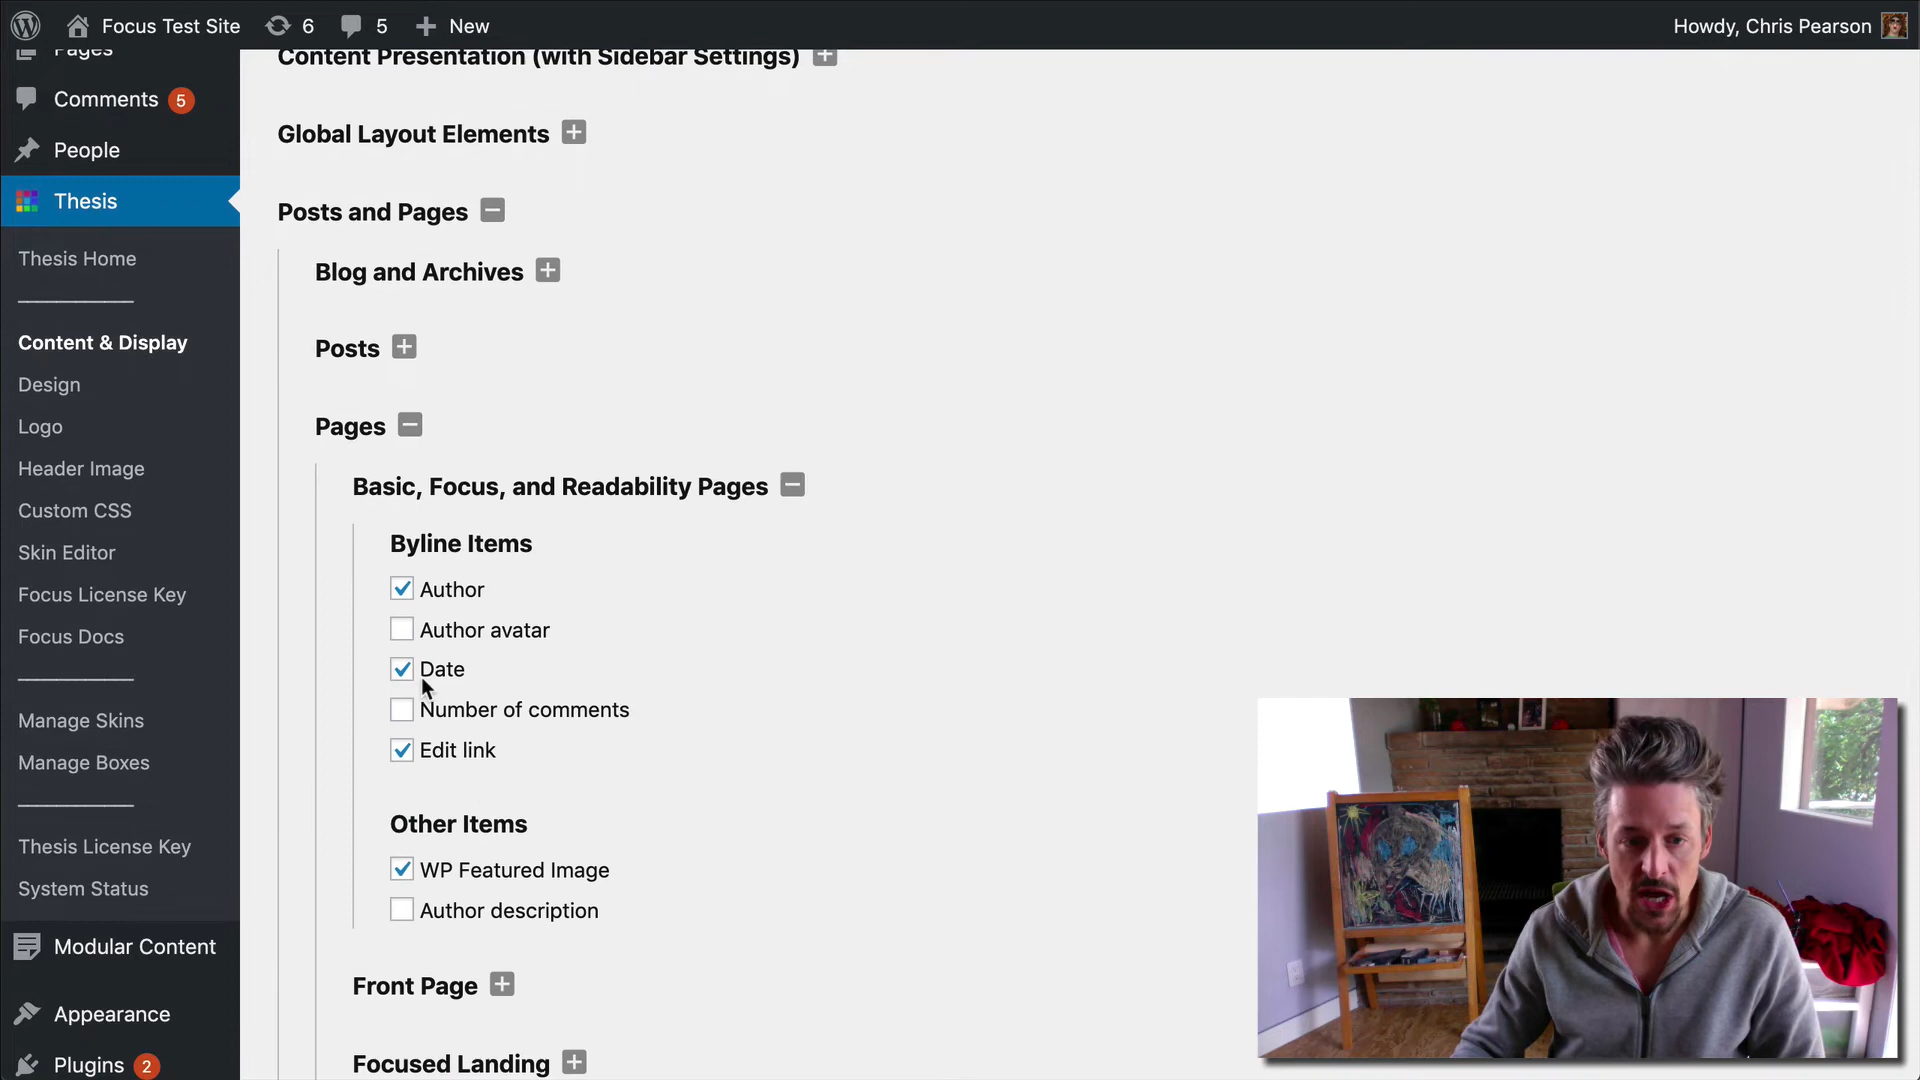 Focus Test Site
6
5
New
Howdy, Chris Pearson
Pages
Comments 5
People
Thesis
Thesis Home
Content & Display
Design
Logo
Header Image
Custom CSS
Skin Editor
Focus License Key
Focus Docs
Manage Skins
Manage Boxes
Thesis License Key
System Status
Modular Content
Appearance
Plugins 2
Content Presentation (with Sidebar Settings)
Global Layout Elements
Posts and Pages
Blog and Archives
Posts
Pages
Basic, Focus, and Readability Pages
Byline Items
Author
Author avatar
Date
Number of comments
Edit link
Other Items
WP Featured Image
Author description
Front Page
Focused Landing